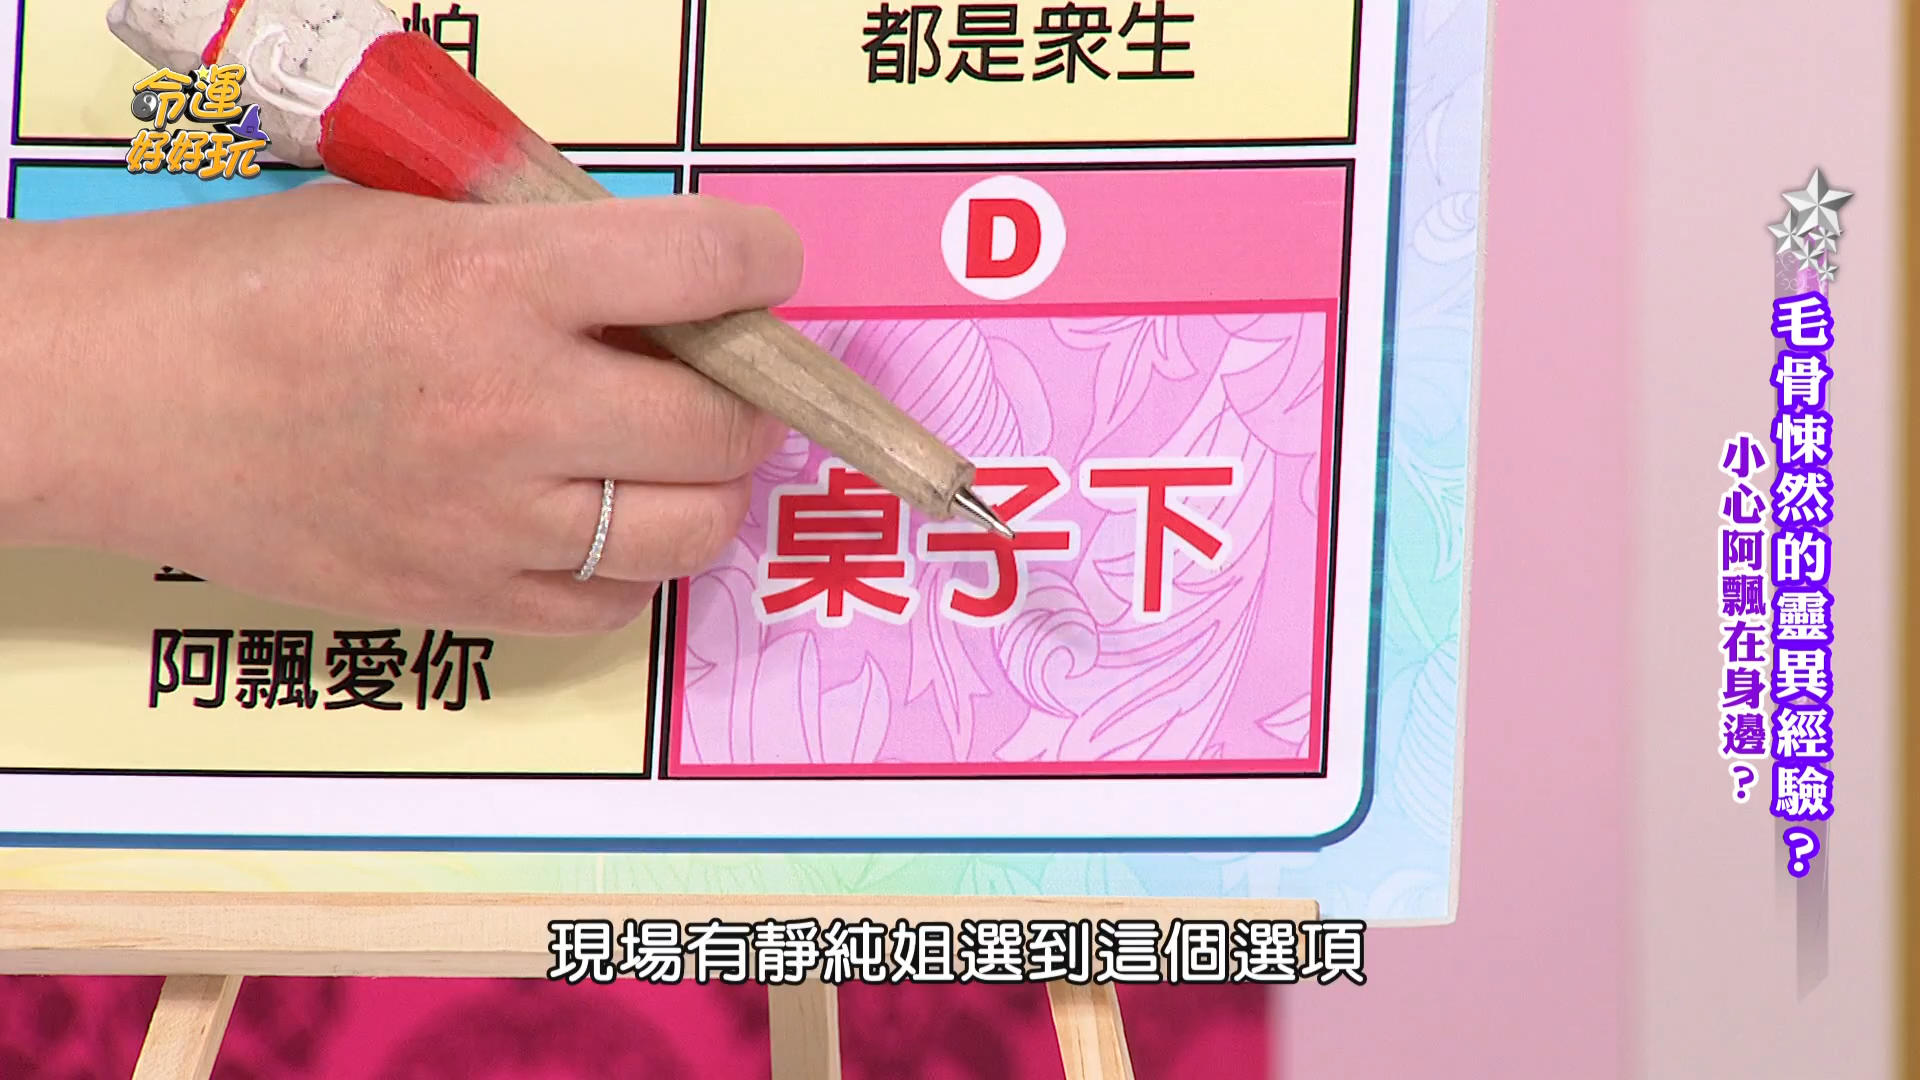 怕
都是眾生
命運
好好玩
D
桌子下
阿飄愛你
毛骨悚然的靈異經驗？
小心阿飄在身邊？
現場有靜純姐選到這個選項